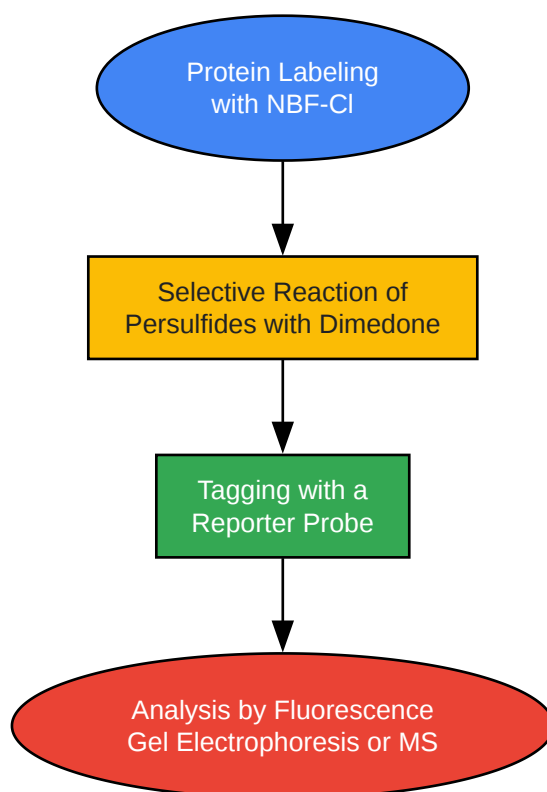 Protein Labeling
with NBF-Cl
Selective Reaction of
Persulfides with Dimedone
Tagging with a
Reporter Probe
Analysis by Fluorescence
Gel Electrophoresis or MS